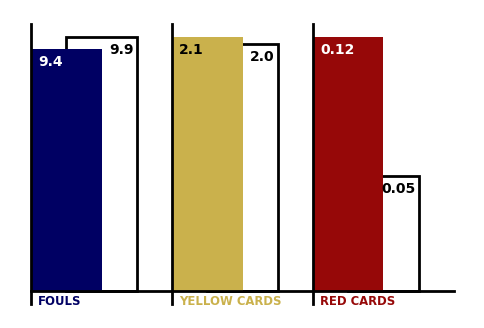 9.4
9.9
2.1
2.0
0.12
0.05
FOULS
YELLOW CARDS
RED CARDS